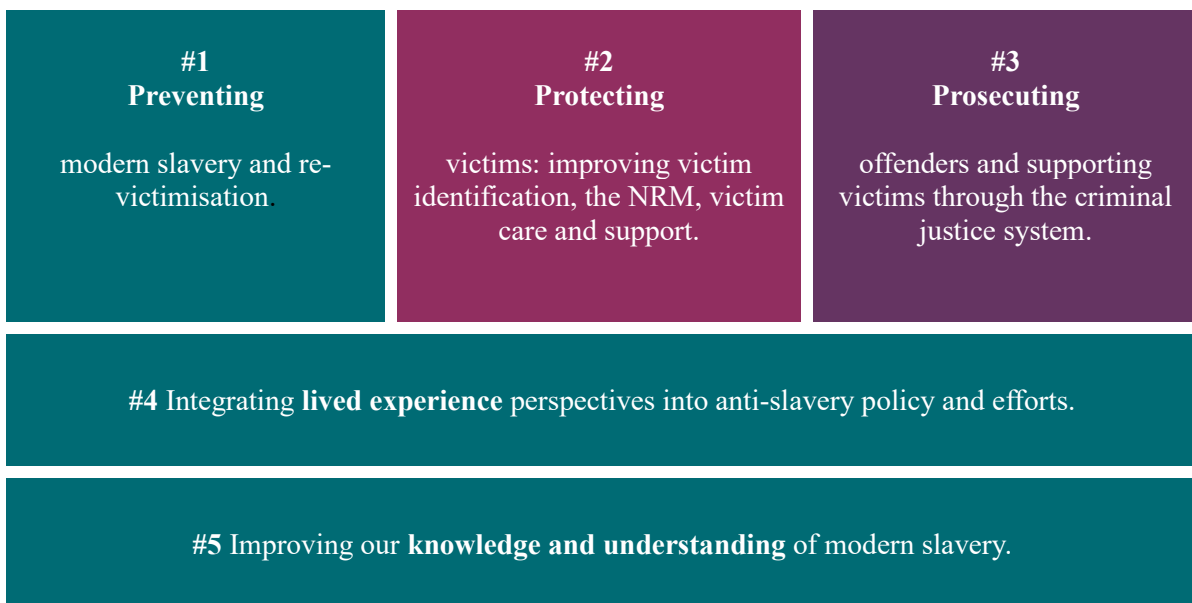 #1
Preventing
modern slavery and re-
victimisation.
#2
Protecting
victims: improving victim
identification, the NRM, victim
care and support.
#3
Prosecuting
offenders and supporting
victims through the criminal
justice system.
#4 Integrating lived experience perspectives into anti-slavery policy and efforts.
#5 Improving our knowledge and understanding of modern slavery.